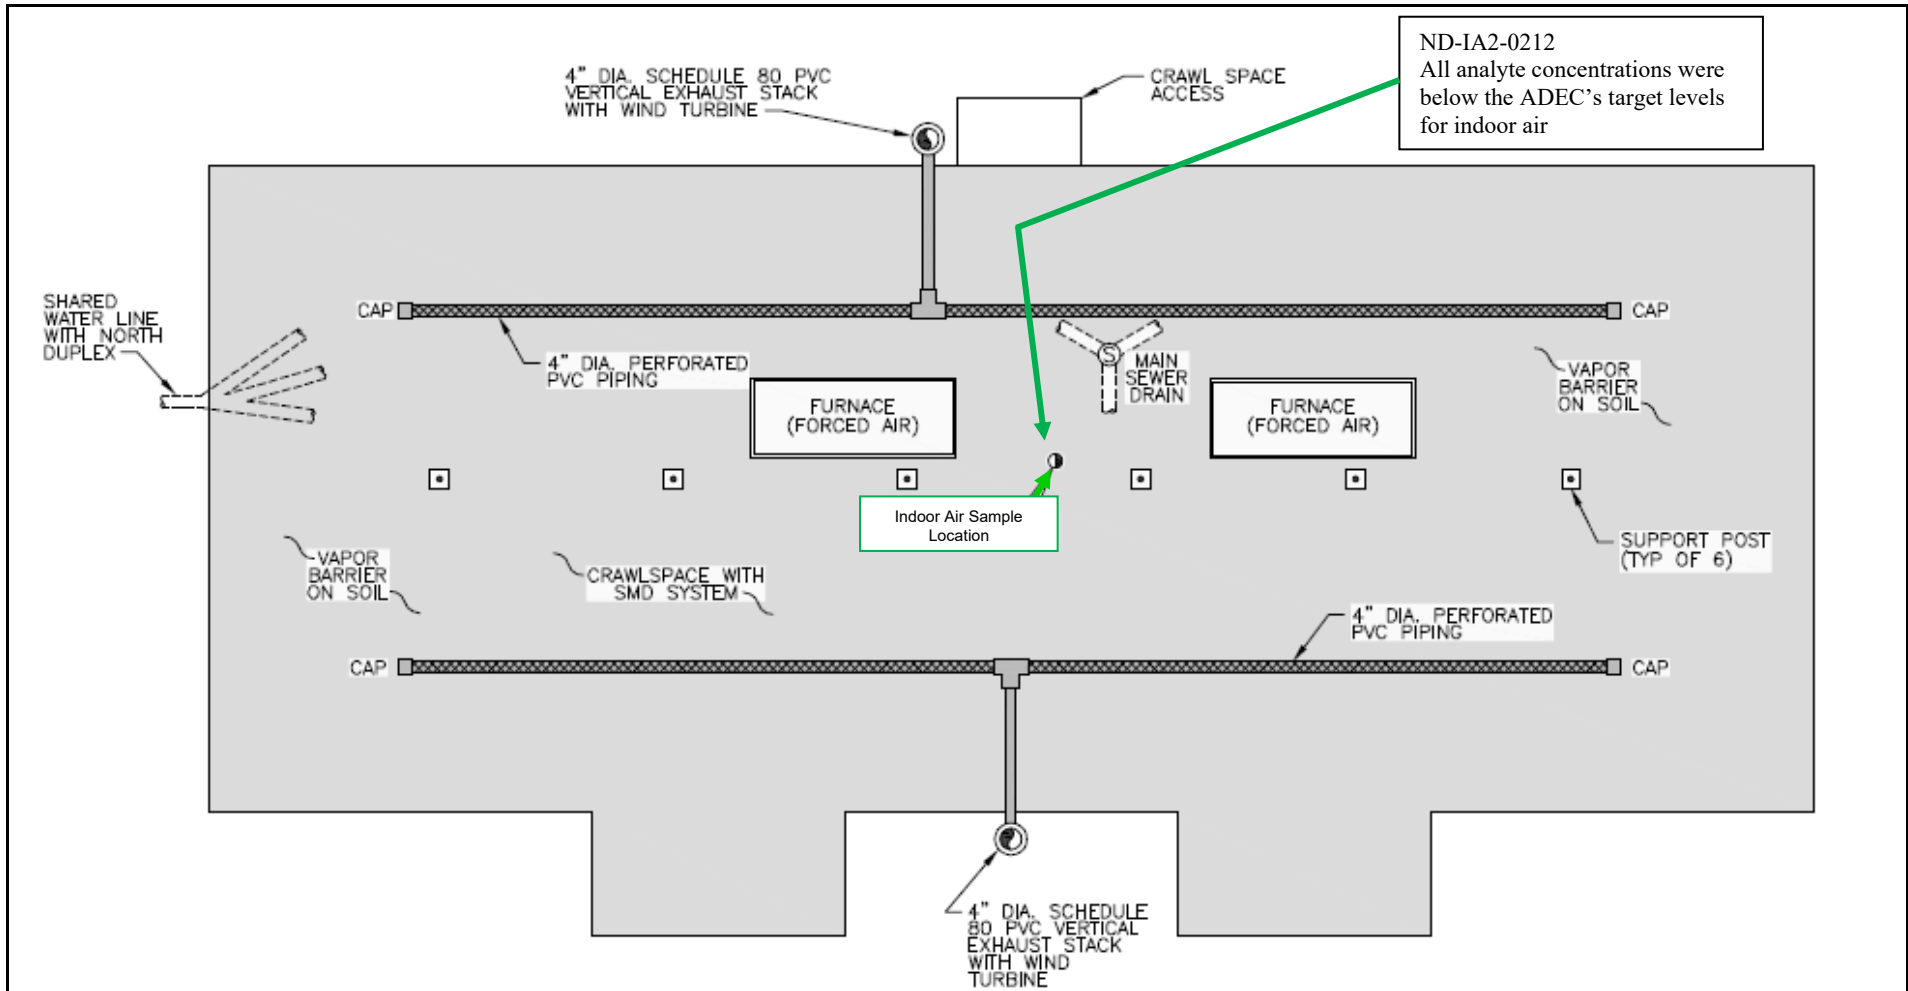 ND-IA2-0212
All analyte concentrations were
below the ADEC's target levels
for indoor air
4" DIA. SCHEDULE 80 PVC
VERTICAL EXHAUST STACK
WITH WIND TURBINE
CRAWL SPACE
ACCESS
SHARED
WATER LINE
WITH NORTH
DUPLEX
CAP
CAP
4" DIA. PERFORATED
PVC PIPING
S
MAIN
SEWER
DRAIN
VAPOR
BARRIER
ON SOIL
FURNACE
(FORCED AIR)
FURNACE
(FORCED AIR)
Indoor Air Sample
Location
SUPPORT POST
(TYP OF 6)
VAPOR
BARRIER
ON SOIL
CRAWLSPACE WITH
SMD SYSTEM
4" DIA. PERFORATED
PVC PIPING
CAP
CAP
4" DIA. SCHEDULE
80 PVC VERTICAL
EXHAUST STACK
WITH WIND
TURBINE